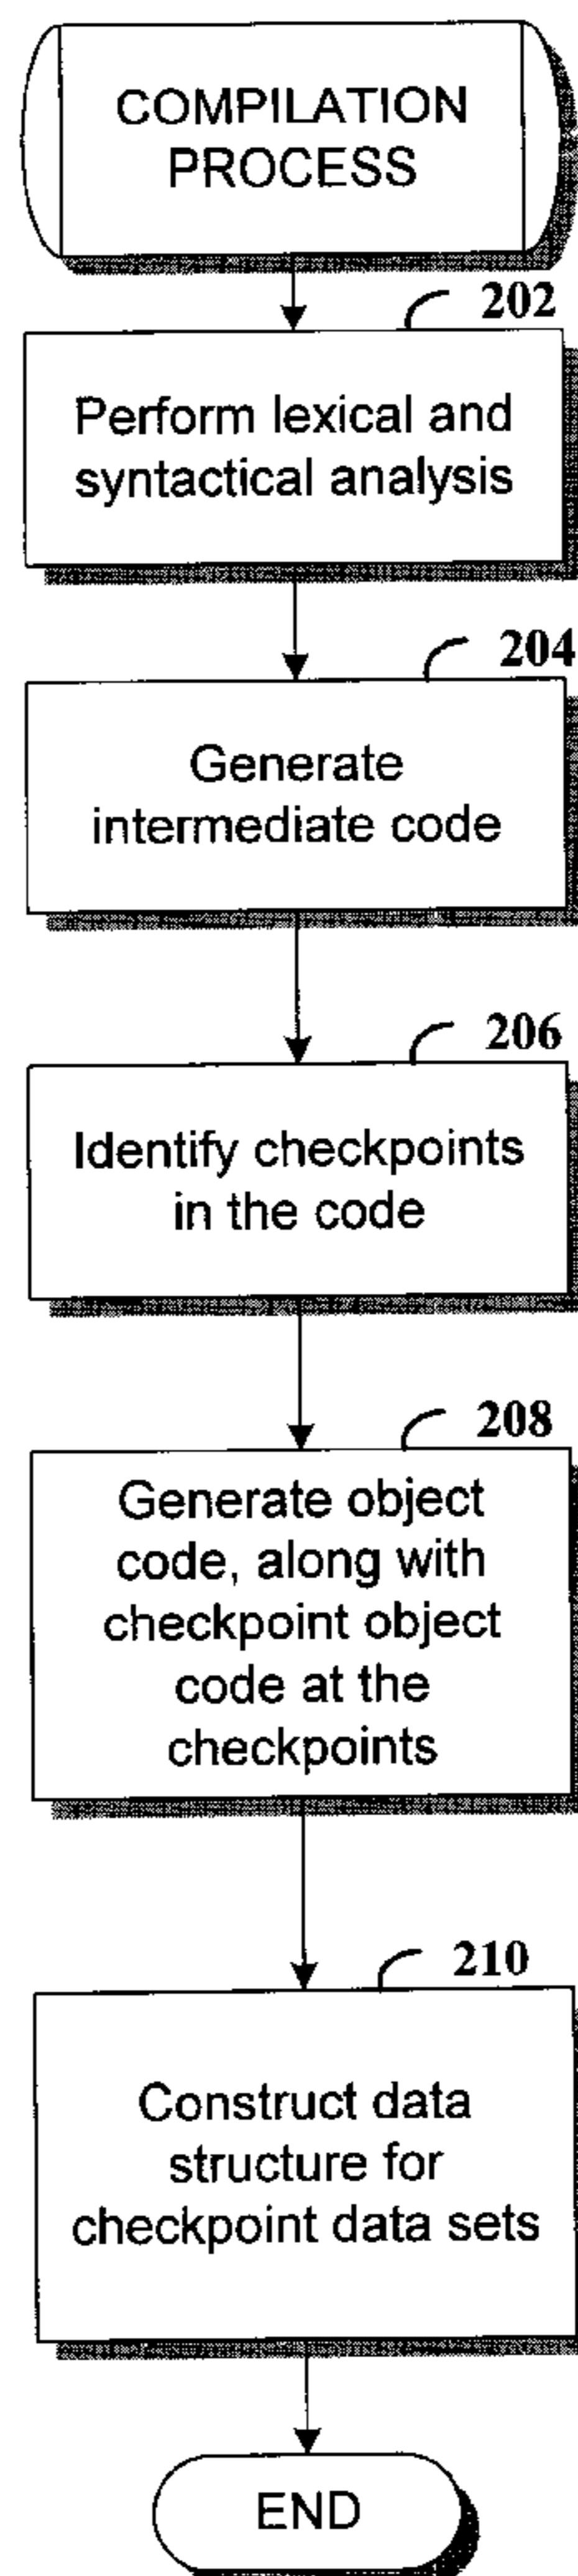 COMPILATION
PROCESS
202
Perform lexical and
syntactical analysis
204
Generate
intermediate code
206
Identify checkpoints
in the code
208
Generate object
code, along with
checkpoint object
code at the
checkpoints
210
Construct data
structure for
checkpoint data sets
END